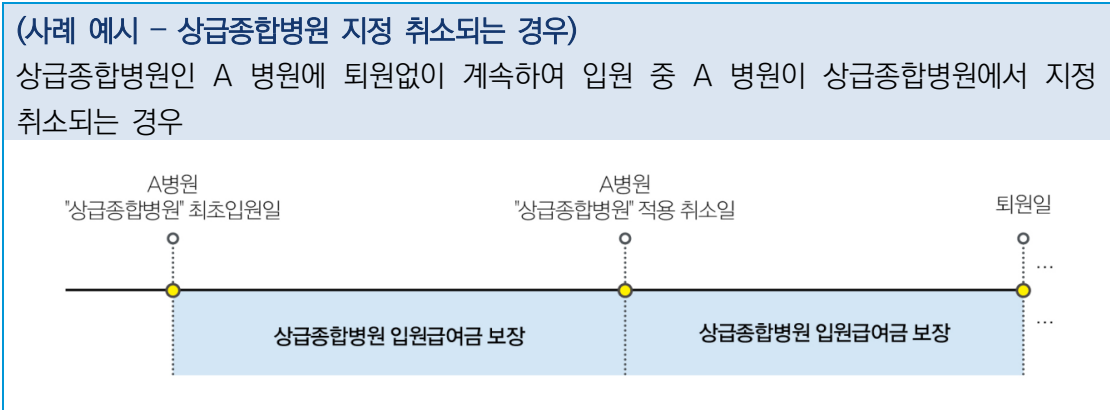 (사례 예시 - 상급종합병원 지정 취소되는 경우)
상급종합병원인 A 병원에 퇴원없이 계속하여 입원 중 A 병원이 상급종합병원에서 지정
취소되는 경우
A병원
"상급종합병원" 최초입원일
A병원
"상급종합병원" 적용 취소일
퇴원일
...
상급종합병원 입원급여금 보장
상급종합병원 입원급여금 보장
...